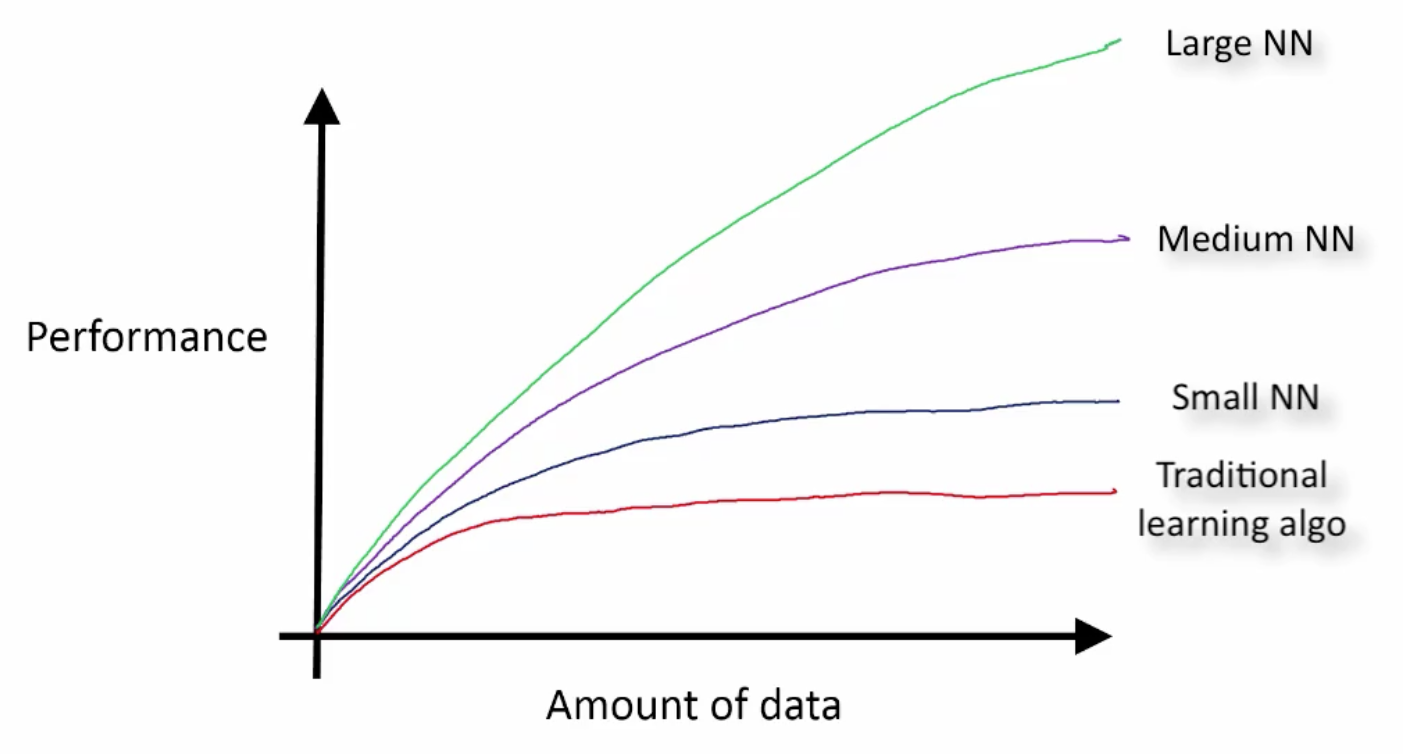 Large NN
Medium NN
Performance
Small NN
Traditional
learning algo
Amount of data